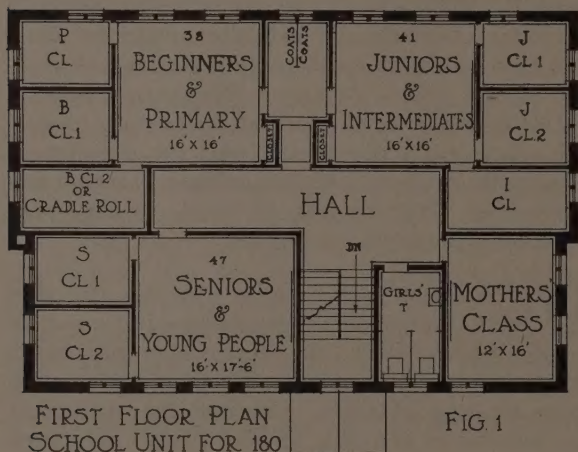 P
CL
38
BEGINNERS
&
PRIMARY
16' X 16'
COATS
COATS
41
JUNIORS
&
INTERMEDIATES
16' X 16'
J
CL 1
B
CL 1
CLOSET
CLOSET
J
CL.2
B CL 2
OR
CRADLE ROLL
HALL
I
CL
S
CL 1
47
SENIORS
&
YOUNG PEOPLE
16' X 17'-6"
DN
GIRLS'
T
MOTHERS'
CLASS
12' X 16'
S
CL 2
FIRST FLOOR PLAN
SCHOOL UNIT FOR 180
FIG. 1